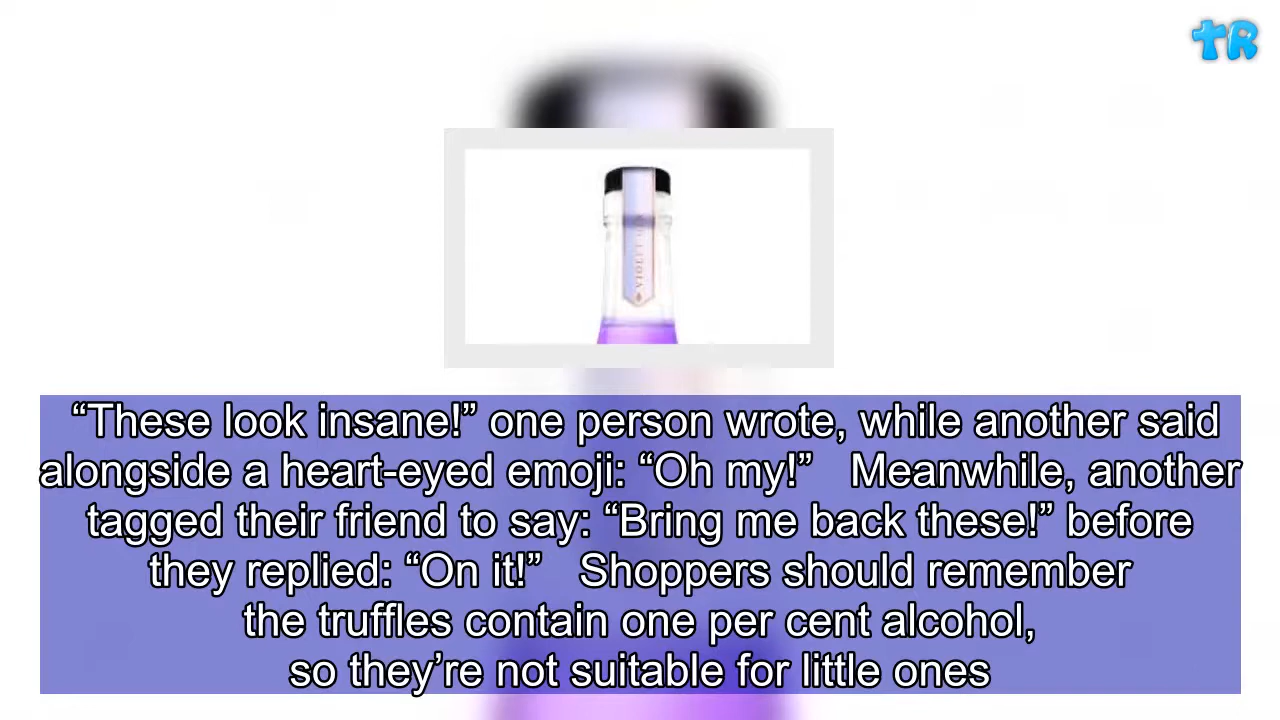 TR
VIOLET
“These look insane!” one person wrote, while another said
alongside a heart-eyed emoji: “Oh my!”   Meanwhile, another
tagged their friend to say: “Bring me back these!” before
they replied: “On it!”   Shoppers should remember
the truffles contain one per cent alcohol,
so they’re not suitable for little ones